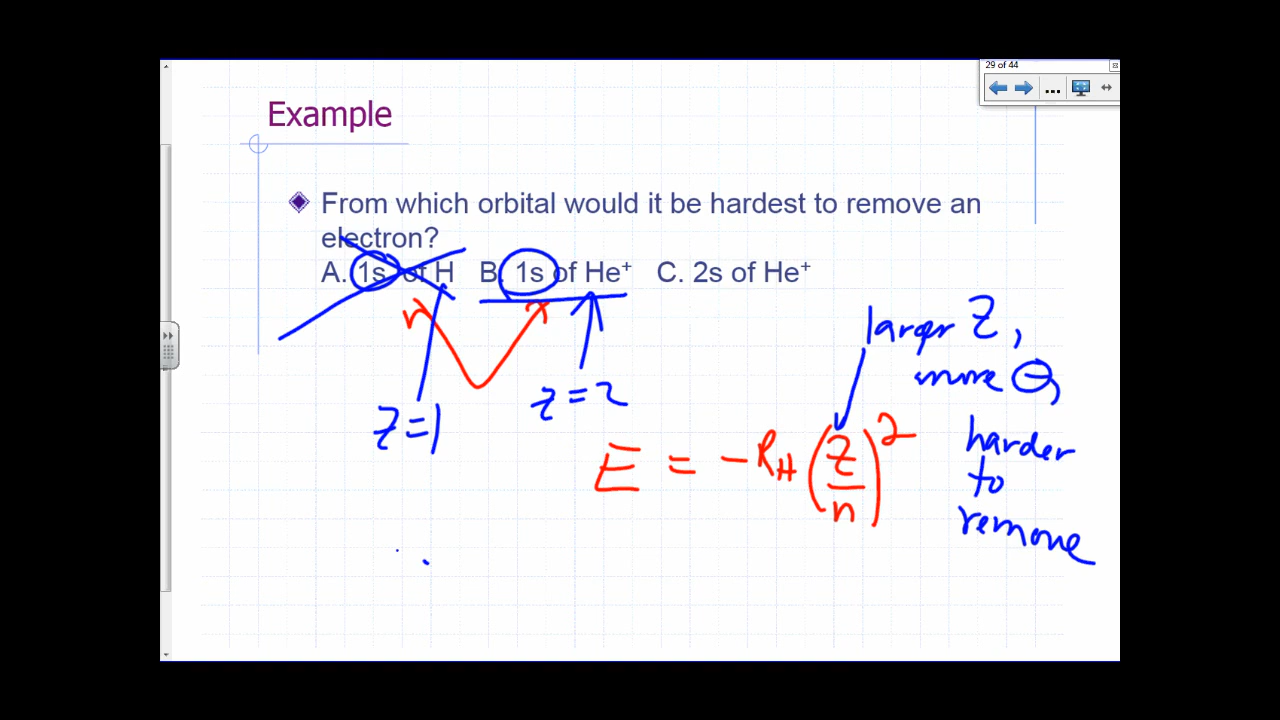 29 of 44
Example
From which orbital would it be hardest to remove an
electron?
A. 1s of H B. 1s of He⁺ C. 2s of He⁺
larger Z,
more ⊖,
harder
to
remove
Z=1
Z=2
E = -R_H (Z/n)²